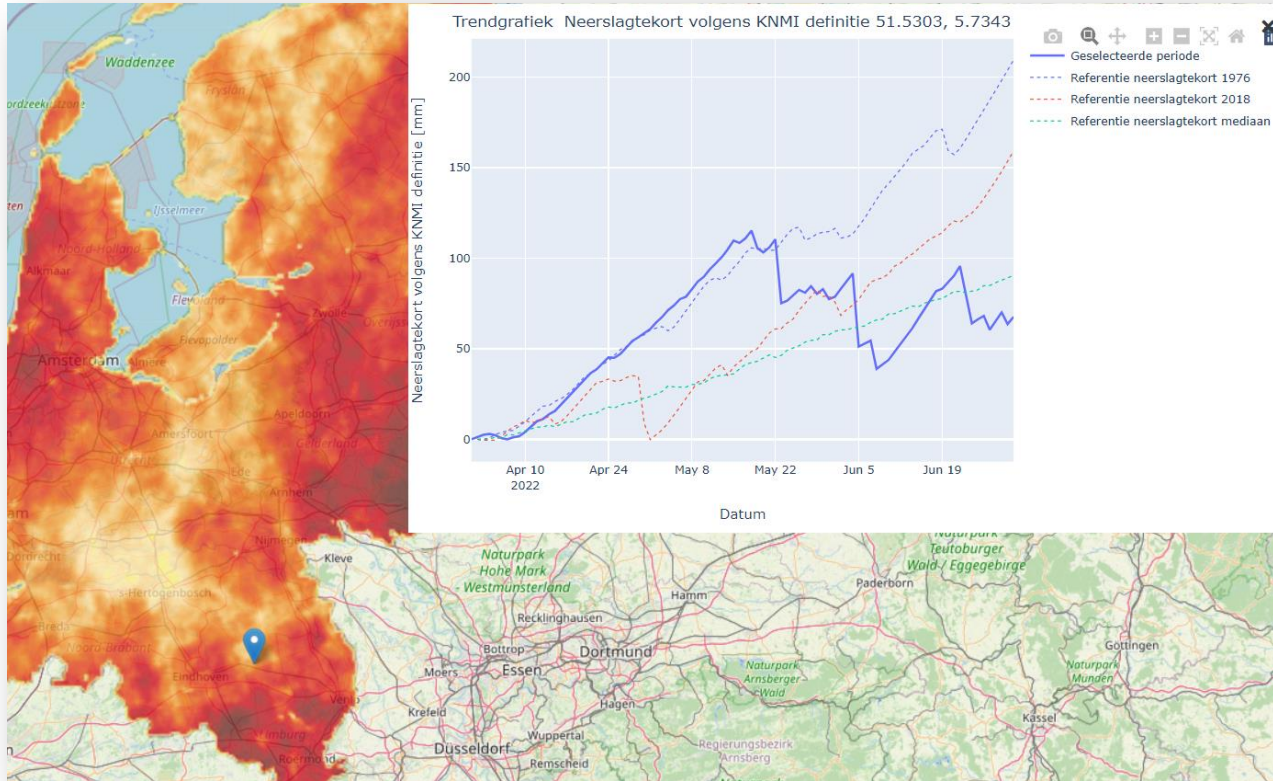 Trendgrafiek Neerslagtekort volgens KNMI definitie 51.5303, 5.7343
Geselecteerde periode
Referentie neerslagtekort 1976
Referentie neerslagtekort 2018
Referentie neerslagtekort mediaan
Neerslagtekort volgens KNMI definitie [mm]
200
150
100
50
0
Apr 10
2022
Apr 24
May 8
May 22
Jun 5
Jun 19
Datum
Waddenzee
Fryslân
IJsselmeer
Noord-Holland
Alkmaar
Flevoland
Flevopolder
Zwolle
Overijss
Amsterdam
Almere
Apeldoorn
Gelderland
Amersfoort
Utrecht
Ede
Arnhem
Nijmegen
Dordrecht
's-Hertogenbosch
Breda
Noord-Brabant
Eindhoven
Venlo
Limburg
Roermond
Kleve
Naturpark
Hohe Mark
- Westmünsterland
Naturpark
Teutoburger
Wald / Eggegebirge
Paderborn
Hamm
Recklinghausen
Bottrop
Dortmund
Moers
Essen
Naturpark
Arnsberger
Wald
Hagen
Krefeld
Wuppertal
Düsseldorf
Remscheid
Regierungsbezirk
Arnsberg
Göttingen
Naturpark
Münden
Kassel